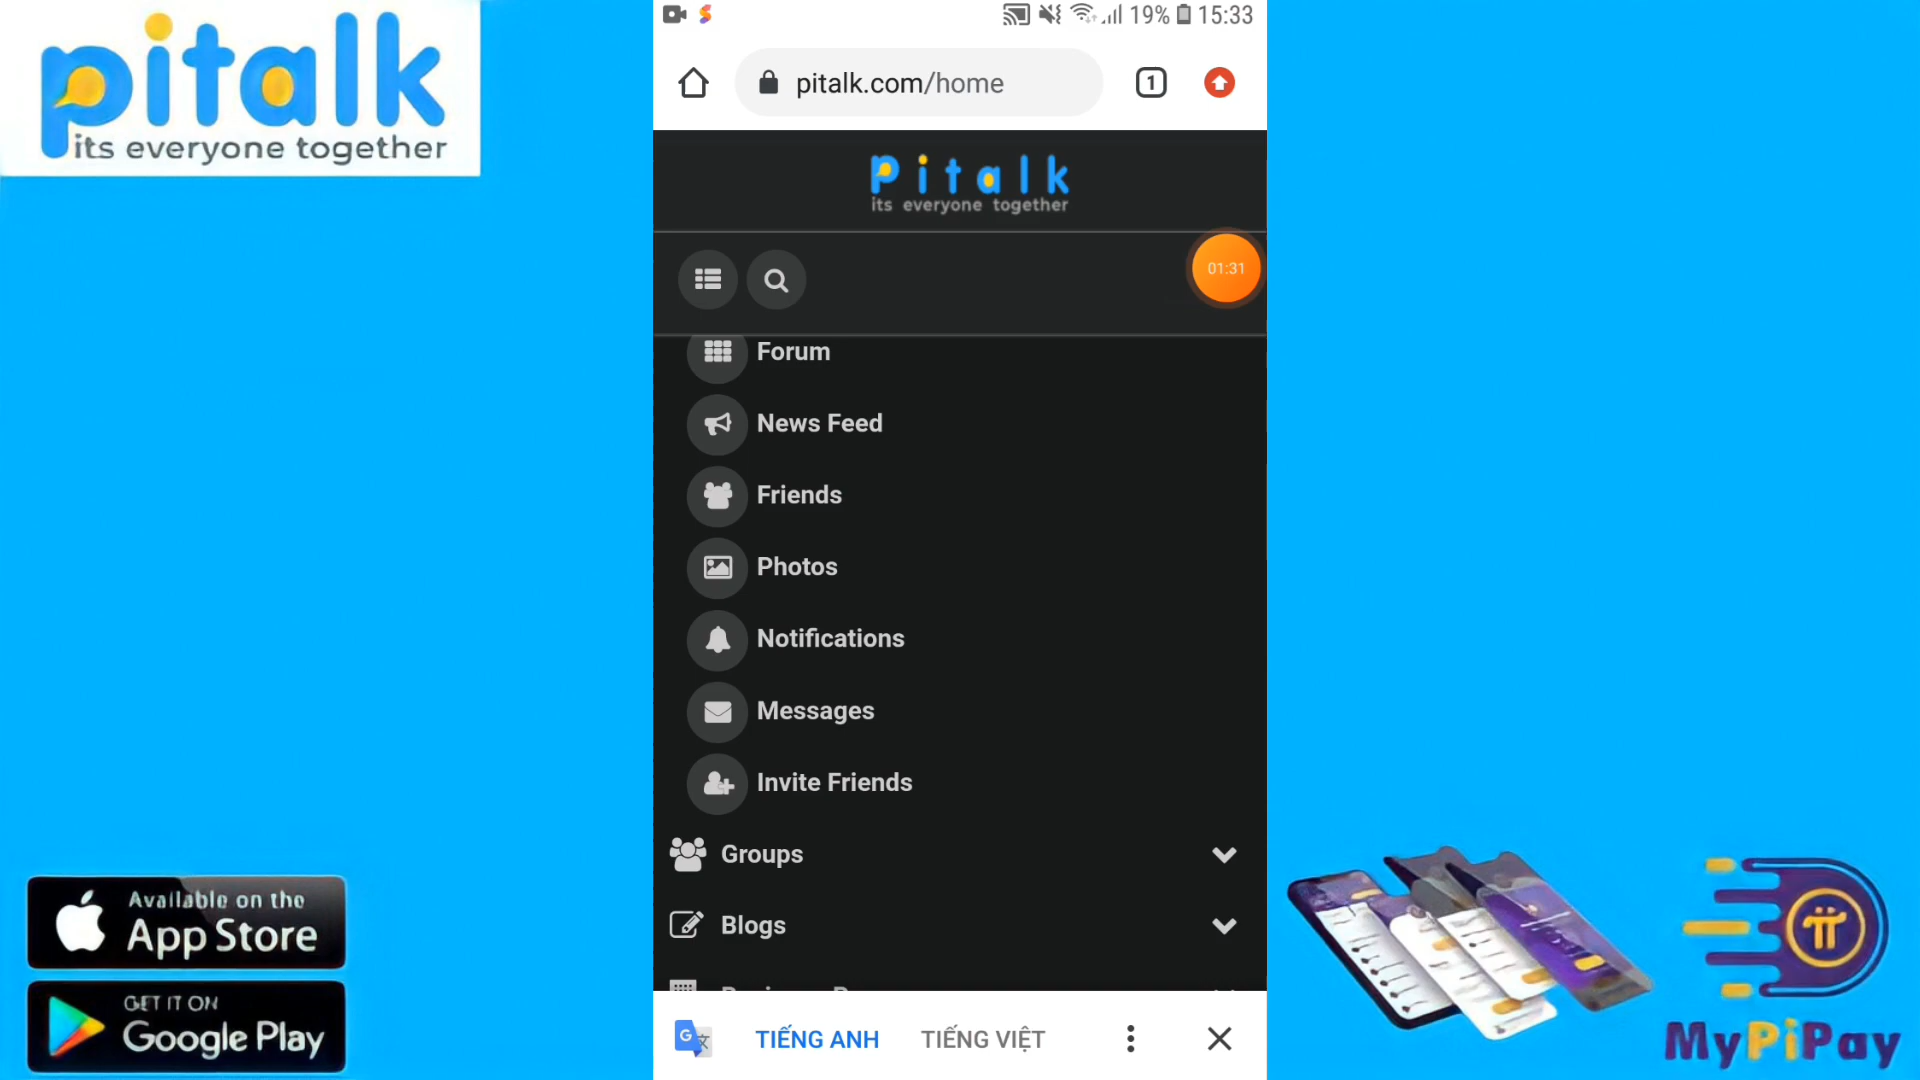 pitalk
its everyone together
19% 15:33
pitalk.com/home
1
pitalk
its everyone together
01:31
Forum
News Feed
Friends
Photos
Notifications
Messages
Invite Friends
Groups
Blogs
TIẾNG ANH TIẾNG VIỆT
Available on the
App Store
GET IT ON
Google Play
MyPiPay